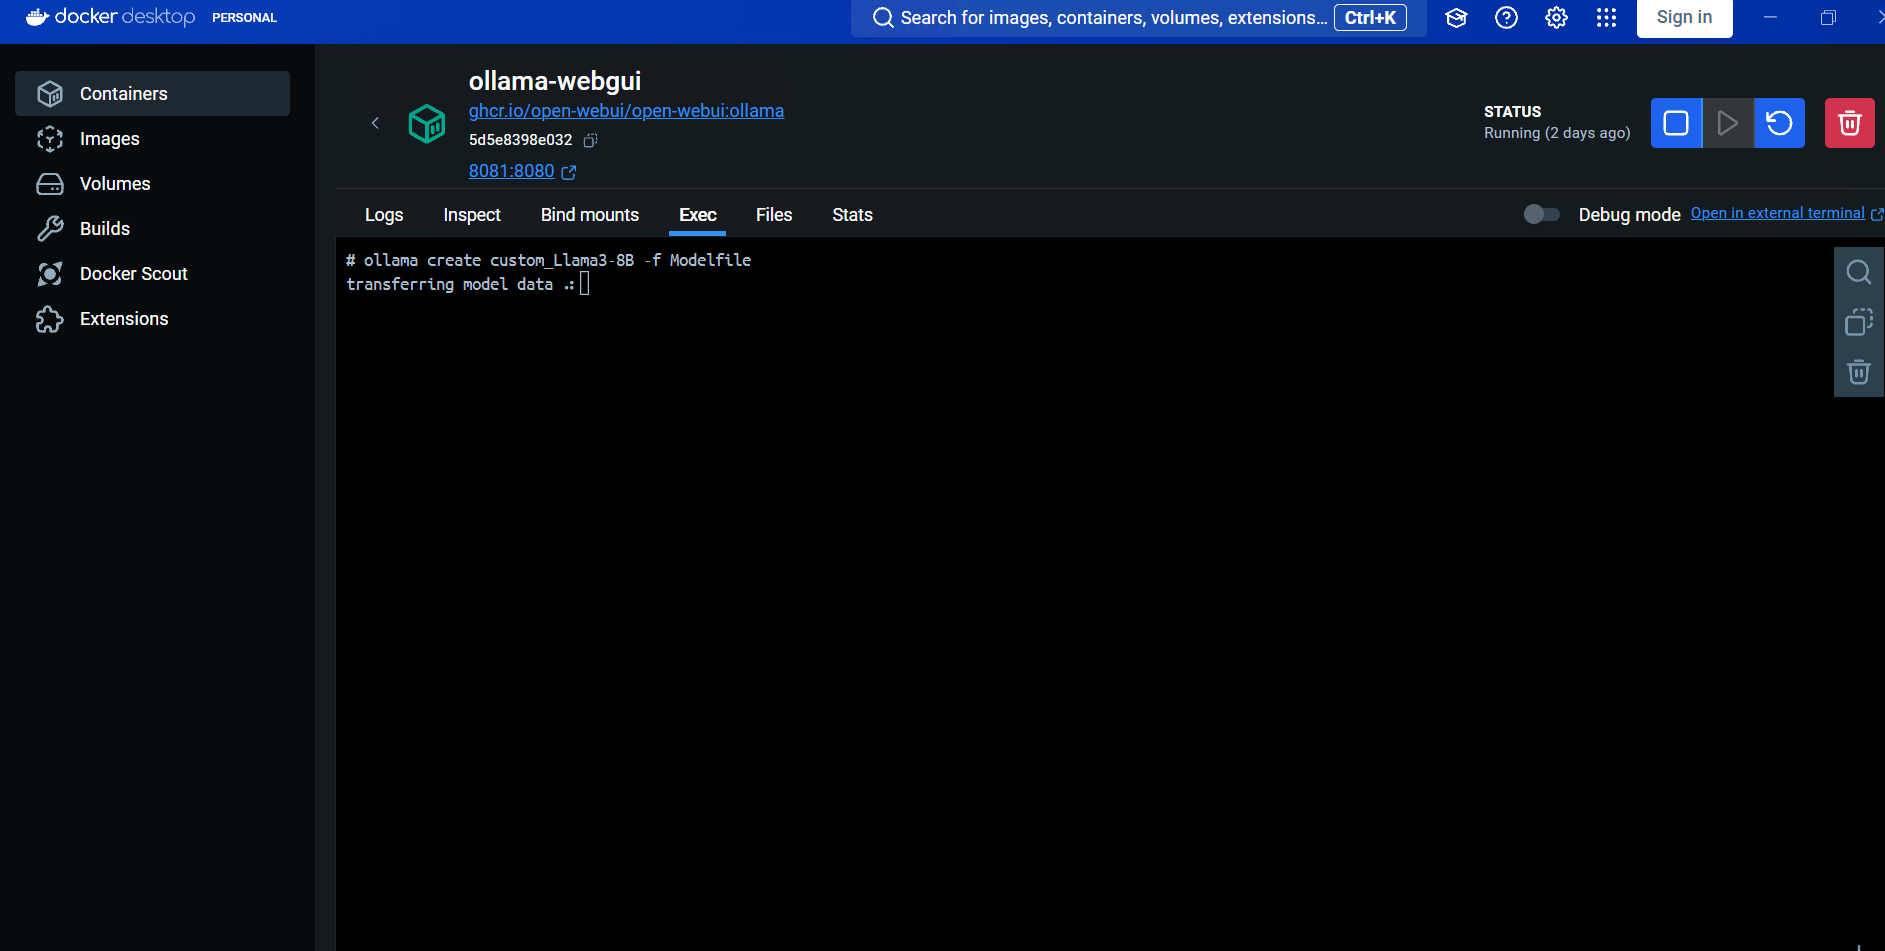 docker desktop PERSONAL
Search for images, containers, volumes, extensions... Ctrl+K
Sign in
Containers
Images
Volumes
Builds
Docker Scout
Extensions
ollama-webgui
ghcr.io/open-webui/open-webui:ollama
5d5e8398e032
8081:8080
STATUS
Running (2 days ago)
Logs Inspect Bind mounts Exec Files Stats
Debug mode Open in external terminal
# ollama create custom_Llama3-8B -f Modelfile
transferring model data